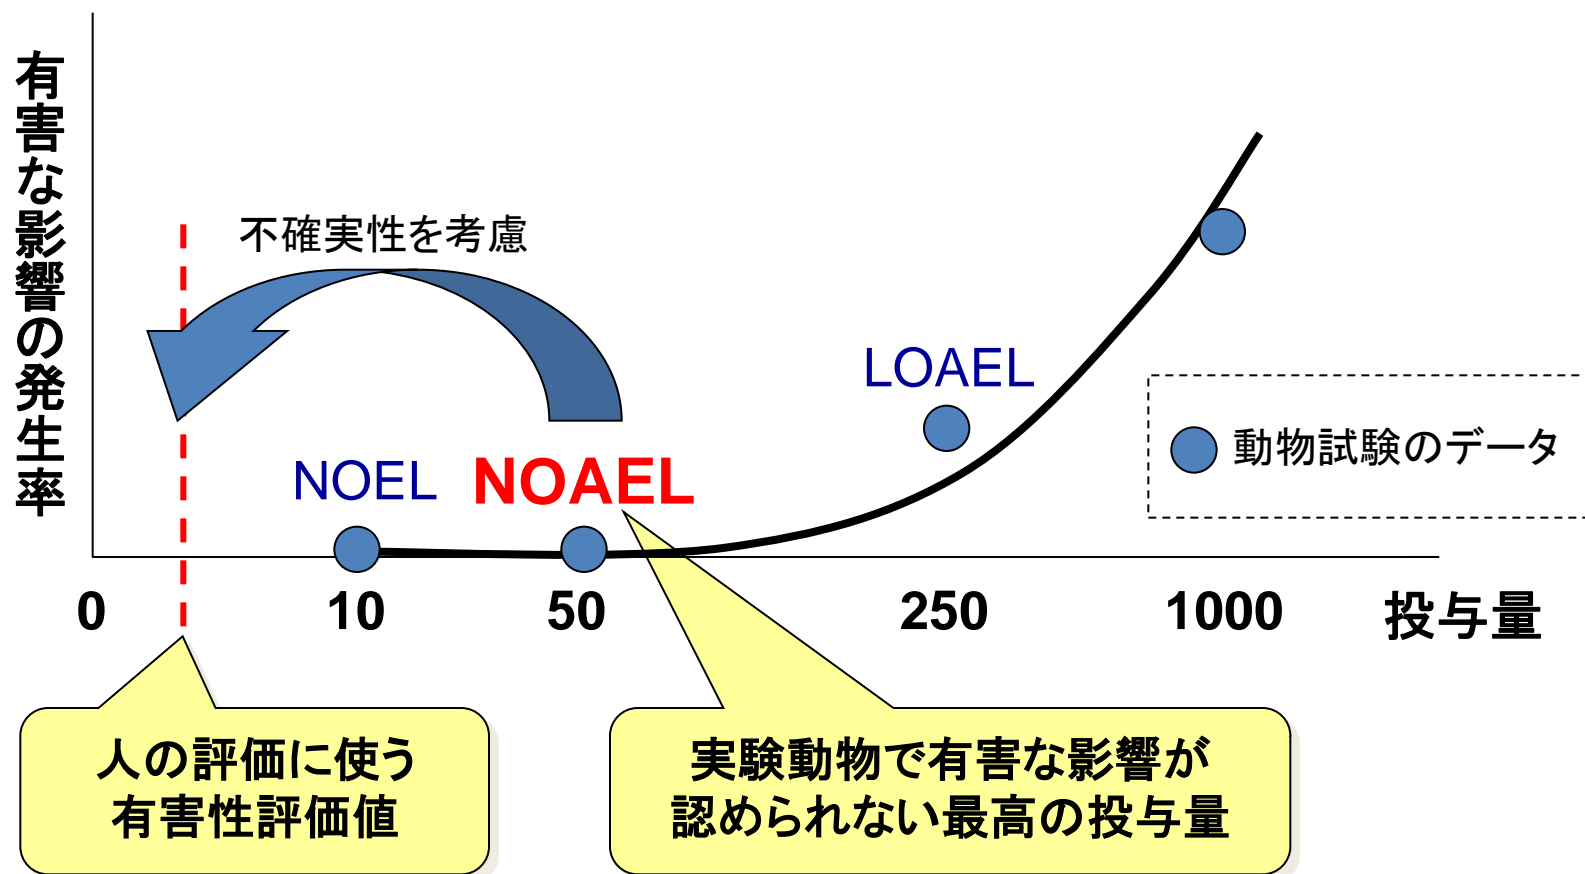 有害な影響の発生率
不確実性を考慮
LOAEL
NOEL
NOAEL
動物試験のデータ
0
10
50
250
1000
投与量
人の評価に使う
有害性評価値
実験動物で有害な影響が
認められない最高の投与量